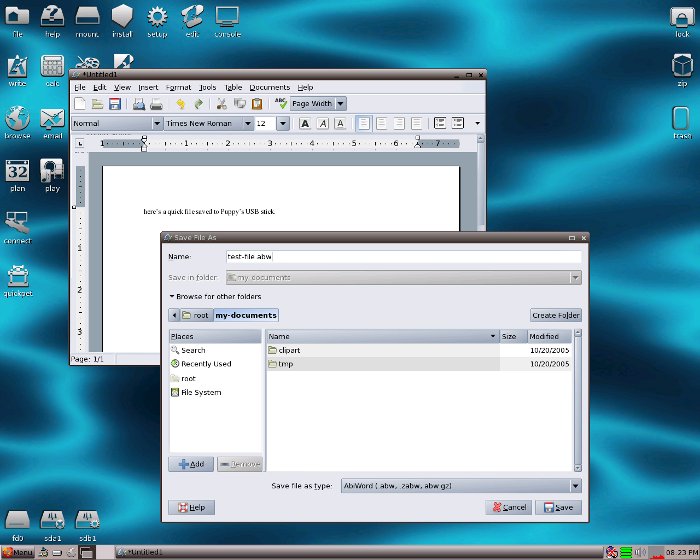 file help mount install setup edit console
lock
*Untitled1
File Edit View Insert Format Tools Table Documents Help
write calc
zip
Page Width
Normal Times New Roman 12 A A A
browse email
trash
1 1 2 3 4 5 6 7
plan play
32
here's a quick file saved to Puppy's USB stick.
connect
Save File As
Name: test-file.abw
Save in folder: my-documents
quickpet
Browse for other folders
root my-documents Create Folder
Places Name Size Modified
Search clipart 10/20/2005
Recently Used tmp 10/20/2005
root
File System
1
2
3
Page: 1/1
Add Remove
Save file as type: AbiWord (.abw, .zabw, abw.gz)
Help Cancel Save
fd0 sda1 sdb1
Menu *Untitled1 08:23 PM